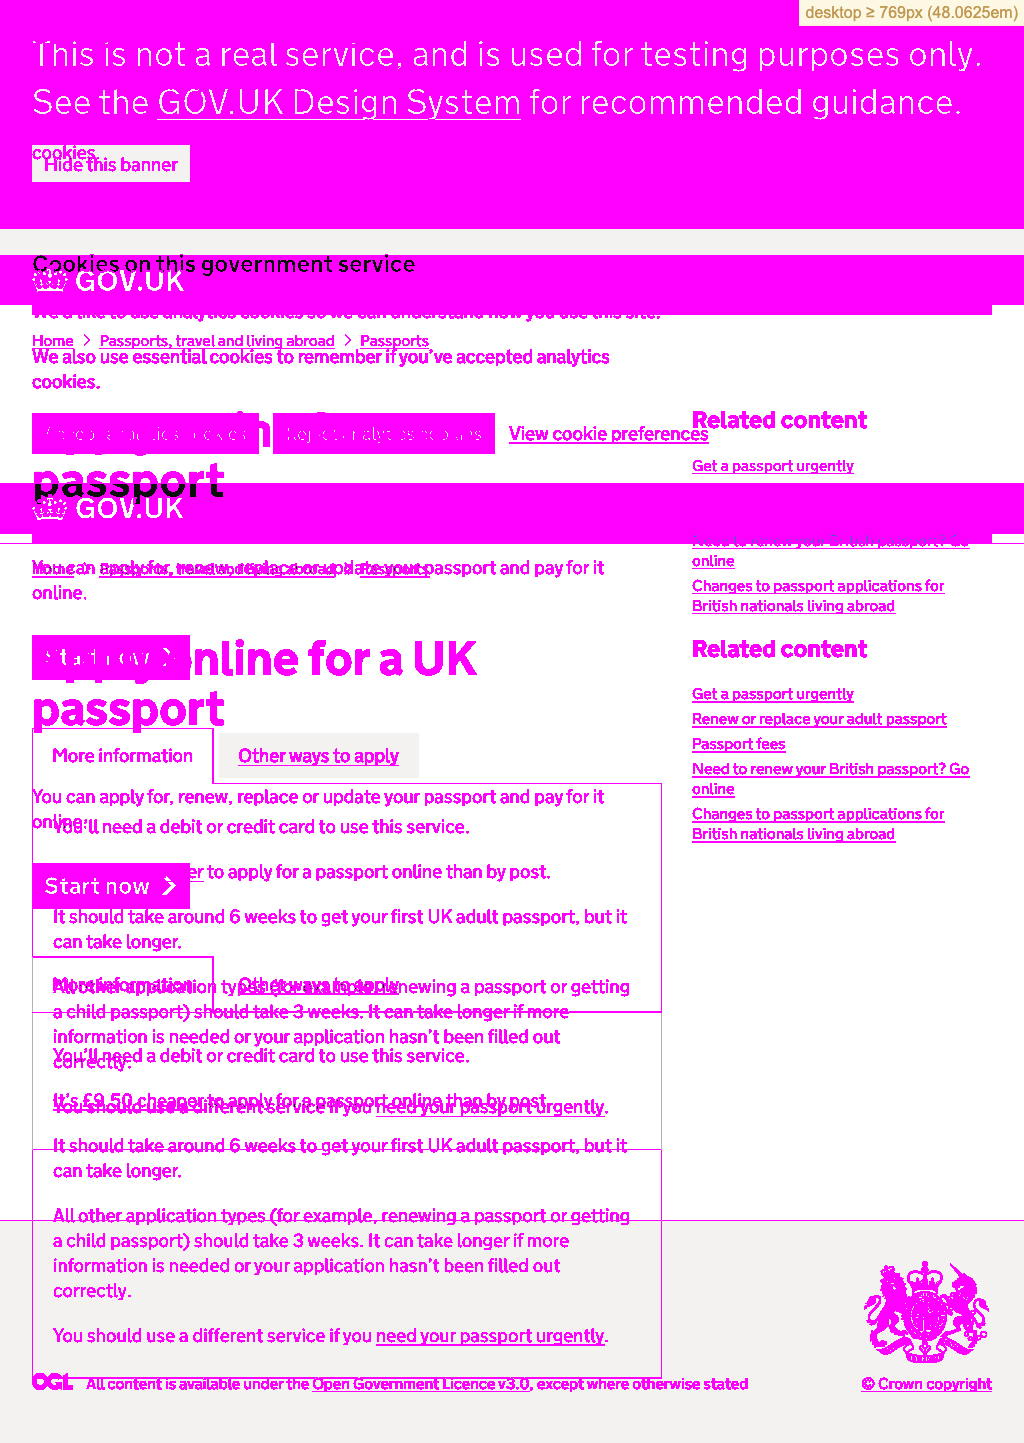 desktop ≥ 769px (48.0625em)
This is not a real service, and is used for testing purposes only.
See the GOV.UK Design System for recommended guidance.
cookies.
Hide this banner
Cookies on this government service
GOV.UK
We'd like to use analytics cookies so we can understand how you use this site.
Home > Passports, travel and living abroad > Passports
We also use essential cookies to remember if you've accepted analytics
cookies.
View cookie preferences
Related content
Get a passport urgently
passport
GOV.UK
Need to renew your British passport? Go
online
You can apply for, renew, replace or update your passport and pay for it
online.
Changes to passport applications for
British nationals living abroad
Start now >
Apply online for a UK
passport
Related content
Get a passport urgently
Renew or replace your adult passport
Passport fees
Need to renew your British passport? Go
online
Changes to passport applications for
British nationals living abroad
More information
Other ways to apply
You can apply for, renew, replace or update your passport and pay for it
online.
You'll need a debit or credit card to use this service.
to apply for a passport online than by post.
Start now >
It should take around 6 weeks to get your first UK adult passport, but it
can take longer.
More information
Other ways to apply
All other application types (for example, renewing a passport or getting
a child passport) should take 3 weeks. It can take longer if more
information is needed or your application hasn't been filled out
correctly.
You'll need a debit or credit card to use this service.
It's £9.50 cheaper to apply for a passport online than by post.
You should use a different service if you need your passport urgently.
It should take around 6 weeks to get your first UK adult passport, but it
can take longer.
All other application types (for example, renewing a passport or getting
a child passport) should take 3 weeks. It can take longer if more
information is needed or your application hasn't been filled out
correctly.
You should use a different service if you need your passport urgently.
OGL All content is available under the Open Government Licence v3.0, except where otherwise stated
© Crown copyright